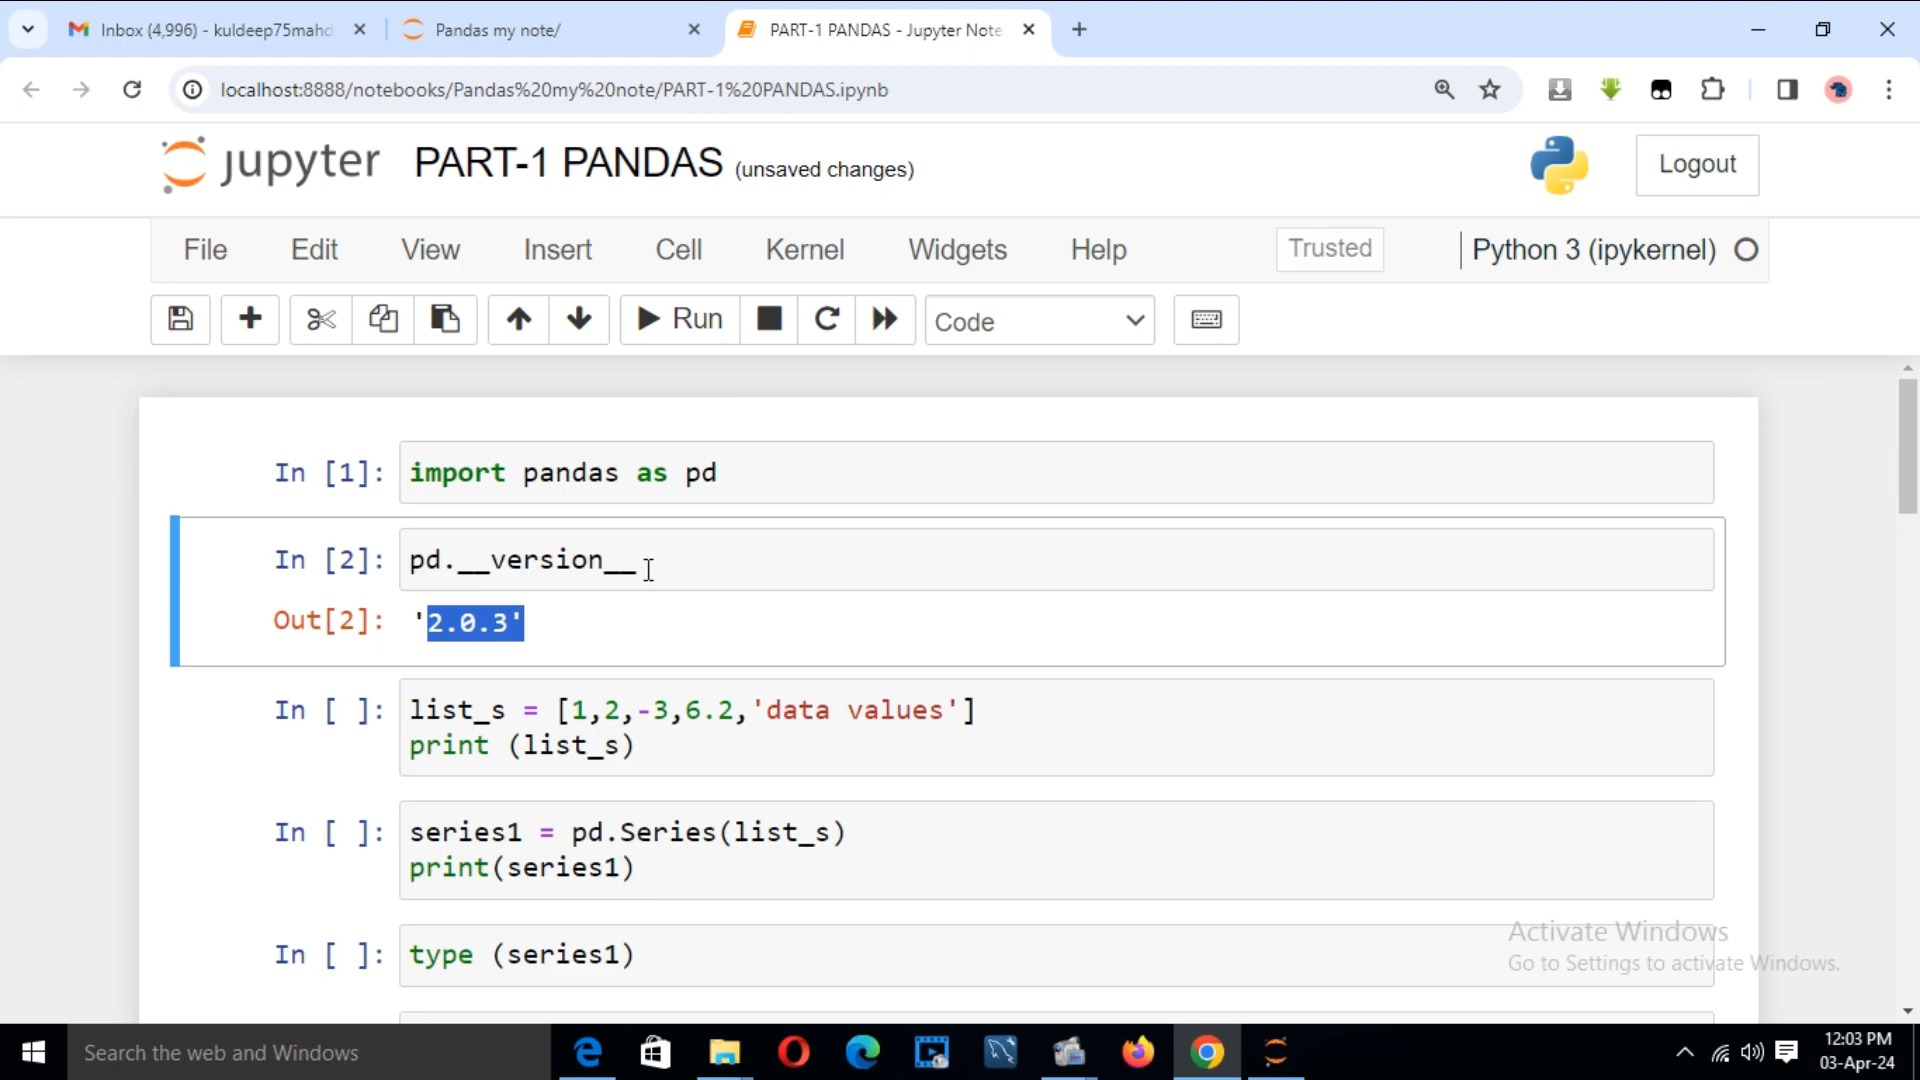 Inbox (4,996) - kuldeep75mahd
Pandas my note/
PART-1 PANDAS - Jupyter Note
localhost:8888/notebooks/Pandas%20my%20note/PART-1%20PANDAS.ipynb
jupyter PART-1 PANDAS (unsaved changes)
Logout
File Edit View Insert Cell Kernel Widgets Help Trusted Python 3 (ipykernel)
Run Code
In [1]: import pandas as pd
In [2]: pd.__version__
Out[2]: '2.0.3'
In [ ]: list_s = [1,2,-3,6.2,'data values']
print (list_s)
In [ ]: series1 = pd.Series(list_s)
print(series1)
In [ ]: type (series1)
Activate Windows
Go to Settings to activate Windows.
Search the web and Windows
12:03 PM
03-Apr-24